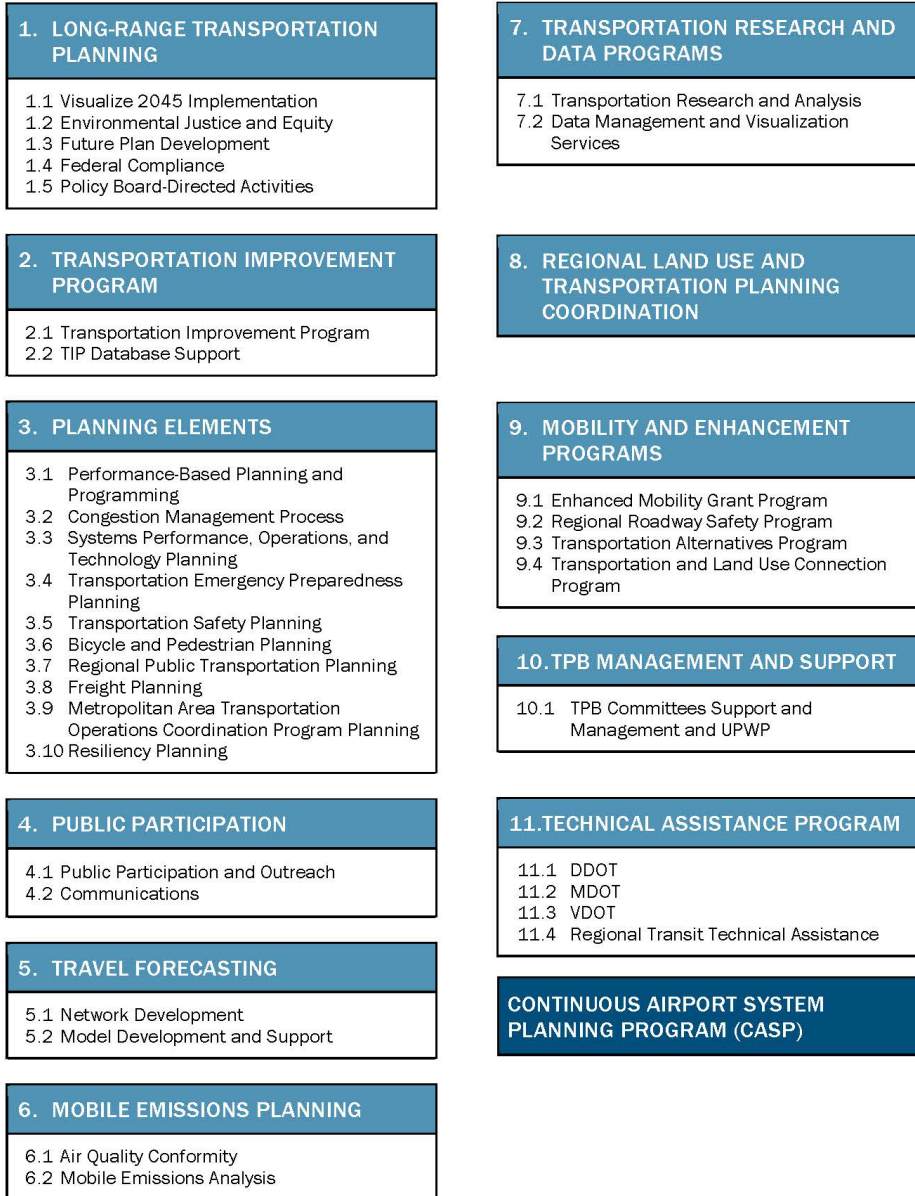 1. LONG-RANGE TRANSPORTATION
PLANNING
1.1 Visualize 2045 Implementation
1.2 Environmental Justice and Equity
1.3 Future Plan Development
1.4 Federal Compliance
1.5 Policy Board-Directed Activities
2. TRANSPORTATION IMPROVEMENT
PROGRAM
2.1 Transportation Improvement Program
2.2 TIP Database Support
3. PLANNING ELEMENTS
3.1 Performance-Based Planning and
Programming
3.2 Congestion Management Process
3.3 Systems Performance, Operations, and
Technology Planning
3.4 Transportation Emergency Preparedness
Planning
3.5 Transportation Safety Planning
3.6 Bicycle and Pedestrian Planning
3.7 Regional Public Transportation Planning
3.8 Freight Planning
3.9 Metropolitan Area Transportation
Operations Coordination Program Planning
3.10 Resiliency Planning
4. PUBLIC PARTICIPATION
4.1 Public Participation and Outreach
4.2 Communications
5. TRAVEL FORECASTING
5.1 Network Development
5.2 Model Development and Support
6. MOBILE EMISSIONS PLANNING
6.1 Air Quality Conformity
6.2 Mobile Emissions Analysis
7. TRANSPORTATION RESEARCH AND
DATA PROGRAMS
7.1 Transportation Research and Analysis
7.2 Data Management and Visualization
Services
8. REGIONAL LAND USE AND
TRANSPORTATION PLANNING
COORDINATION
9. MOBILITY AND ENHANCEMENT
PROGRAMS
9.1 Enhanced Mobility Grant Program
9.2 Regional Roadway Safety Program
9.3 Transportation Alternatives Program
9.4 Transportation and Land Use Connection
Program
10.TPB MANAGEMENT AND SUPPORT
10.1 TPB Committees Support and
Management and UPWP
11.TECHNICAL ASSISTANCE PROGRAM
11.1 DDOT
11.2 MDOT
11.3 VDOT
11.4 Regional Transit Technical Assistance
CONTINUOUS AIRPORT SYSTEM
PLANNING PROGRAM (CASP)